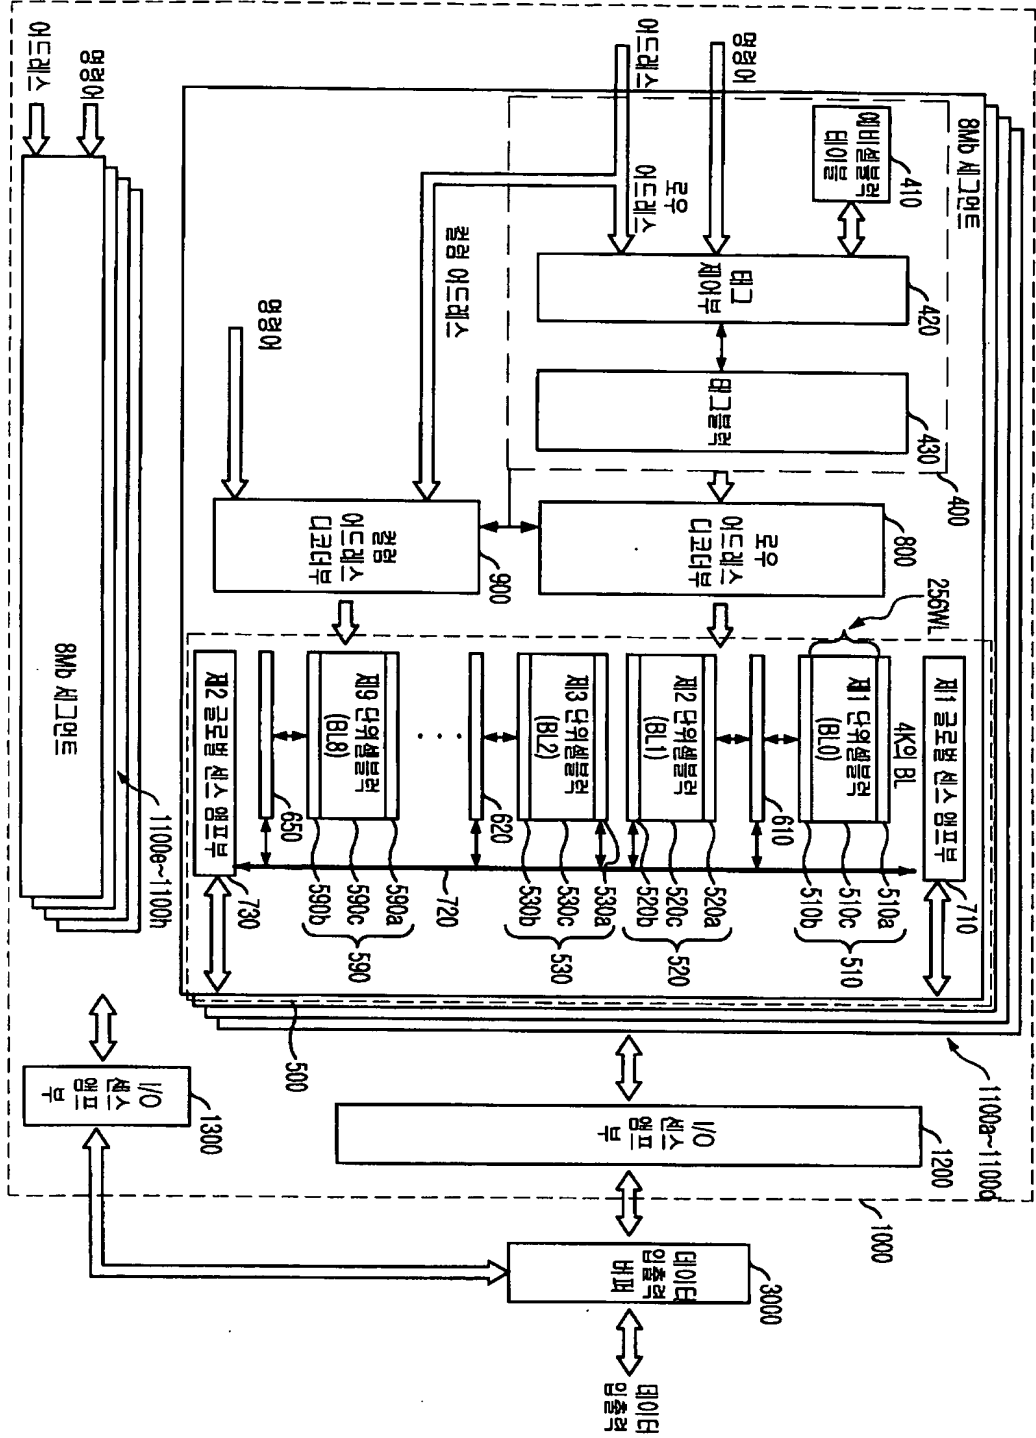 8Mb 세그먼트
예비셀블럭
테이블
410
명령어
어드레스
로우
어드레스
컬럼 어드레스
태그
제어부
420
태그블럭
430
400
명령어
로우
어드레스
디코더부
800
컬럼
어드레스
디코더부
900
256WL
제1 글로벌 센스 앰프부
710
4K의 BL
제1 단위셀블럭
(BL0)
510a
510c
510b
510
610
제2 단위셀블럭
(BL1)
520a
520c
520b
520
제3 단위셀블럭
(BL2)
530a
530c
530b
530
620
720
제9 단위셀블럭
(BL8)
590a
590c
590b
590
650
제2 글로벌 센스 앰프부
730
500
1100a~1100d
명령어
어드레스
8Mb 세그먼트
1100e~1100h
I/O
센스
앰프
부
1200
I/O
센스
앰프
부
1300
1000
데이터
입출력
버퍼
3000
데이터
입출력